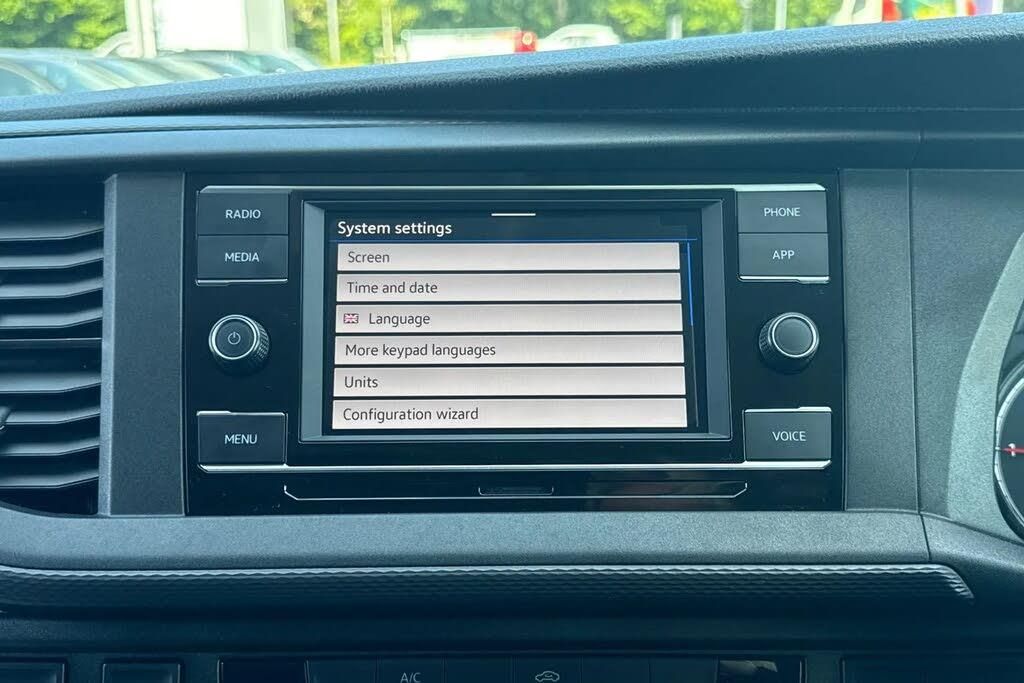 RADIO
MEDIA
MENU
System settings
Screen
Time and date
Language
More keypad languages
Units
Configuration wizard
PHONE
APP
VOICE
A/C